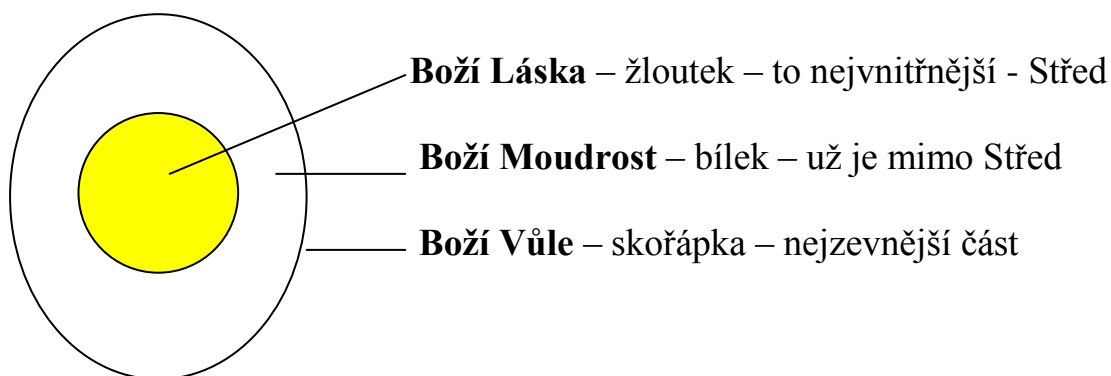 Boží Láska – žloutek – to nejvnitřnější - Střed
Boží Moudrost – bílek – už je mimo Střed
Boží Vůle – skořápka – nejzevnější část